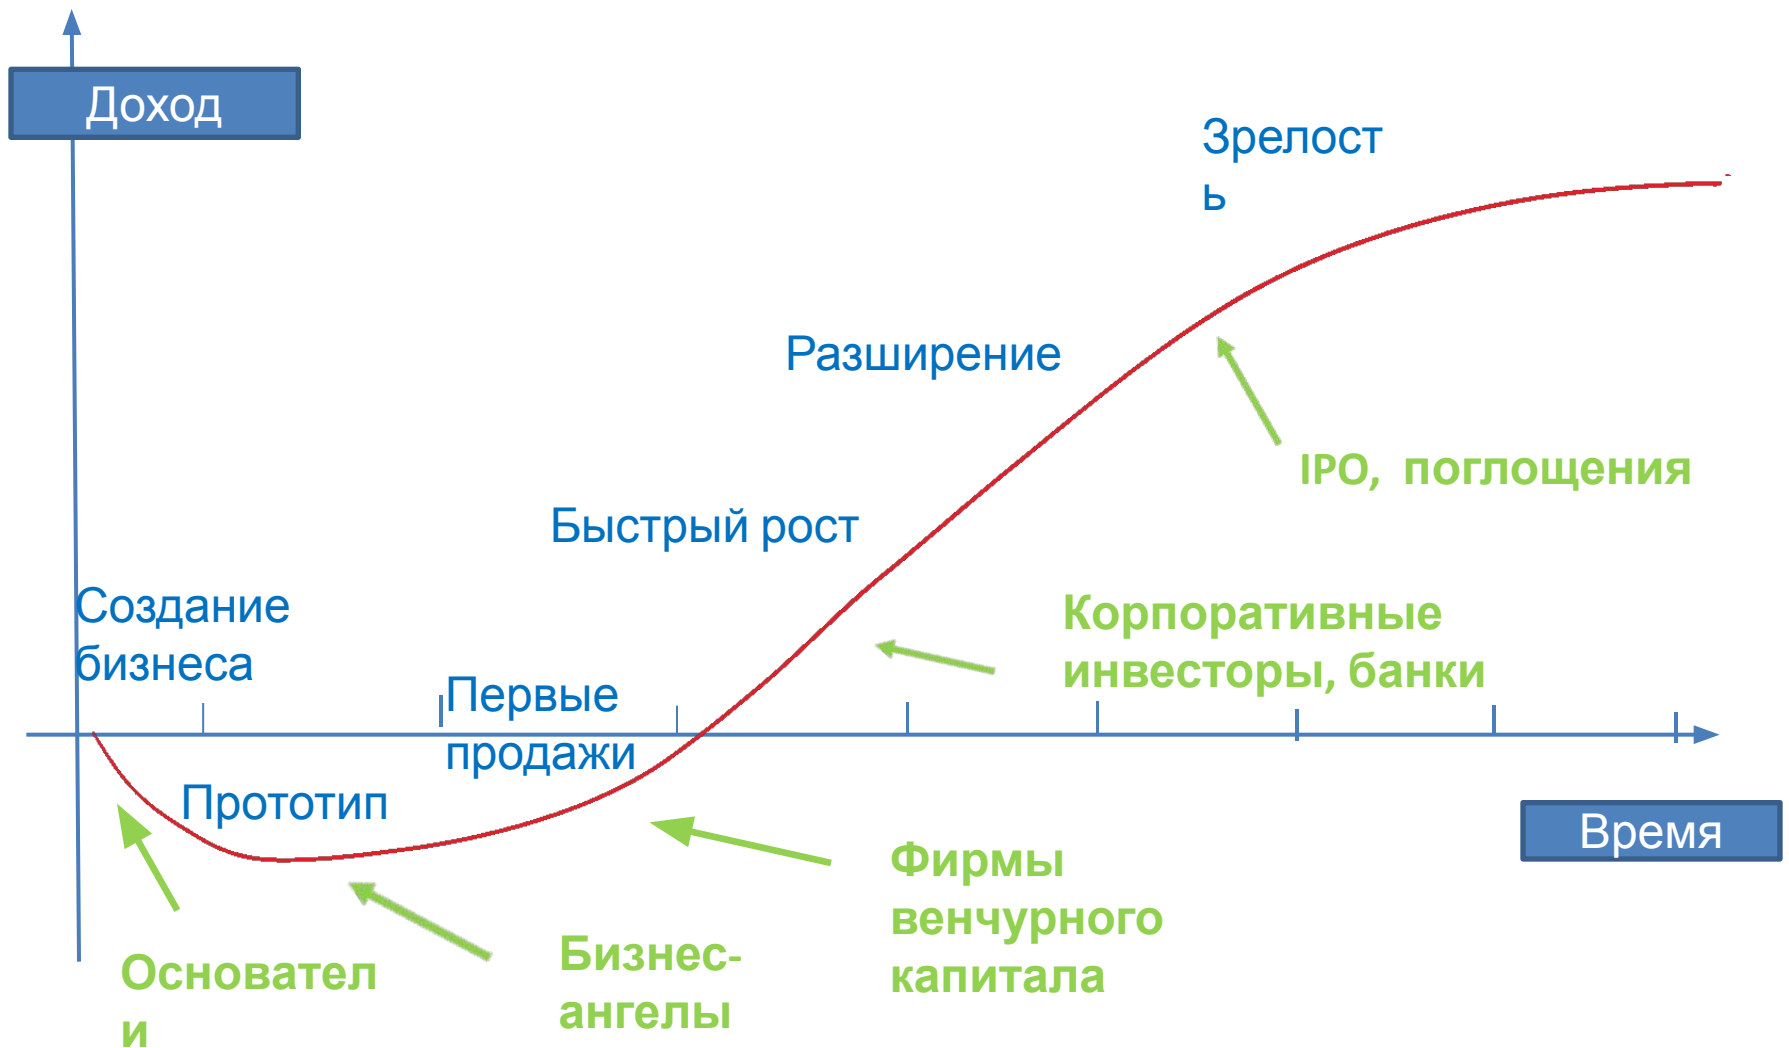 Доход
Зрелост
ь
Разширение
IPO, поглощения
Быстрый рост
Создание
бизнеса
Корпоративные
инвесторы, банки
Первые
продажи
Прототип
Время
Фирмы
венчурного
капитала
Бизнес-
ангелы
Основател
и